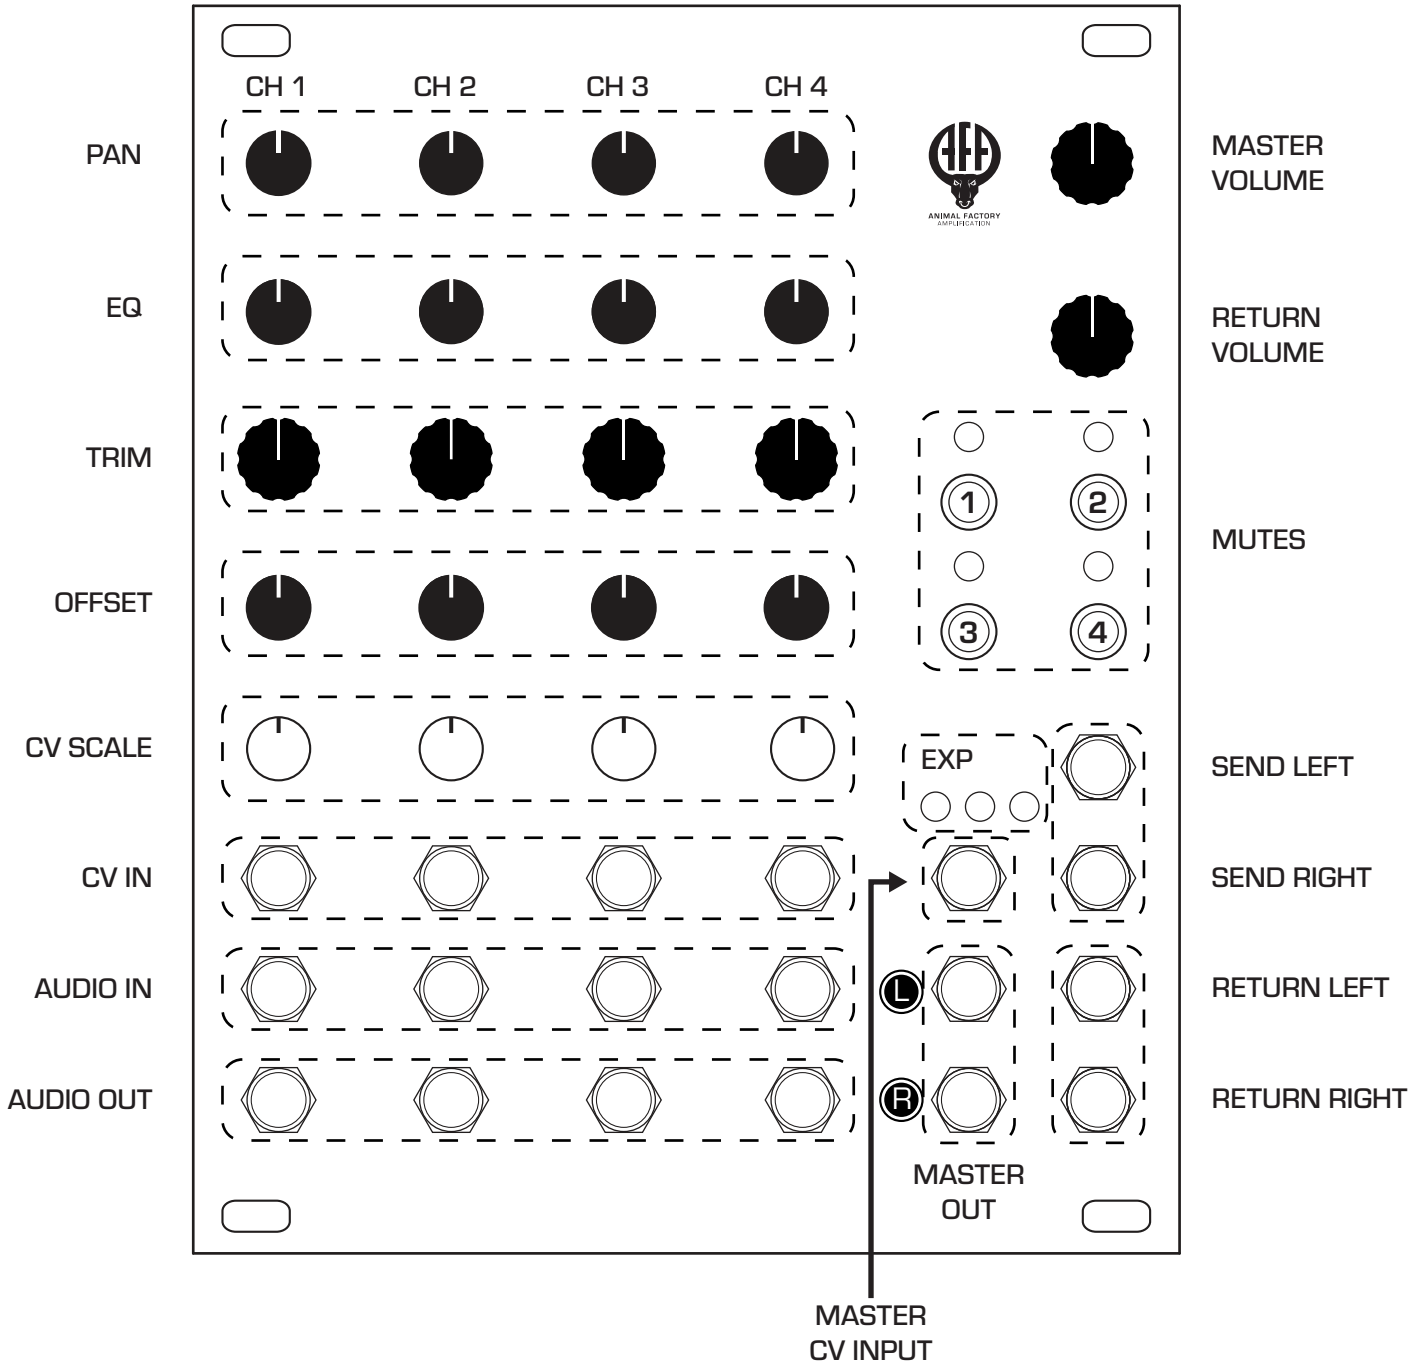 CH 1 CH 2 CH 3 CH 4
PAN
AFA
ANIMAL FACTORY
AMPLIFICATION
MASTER
VOLUME
EQ
RETURN
VOLUME
TRIM
1 2
MUTES
OFFSET
3 4
CV SCALE
EXP
SEND LEFT
CV IN
SEND RIGHT
AUDIO IN
L
RETURN LEFT
AUDIO OUT
R
RETURN RIGHT
MASTER
OUT
MASTER
CV INPUT